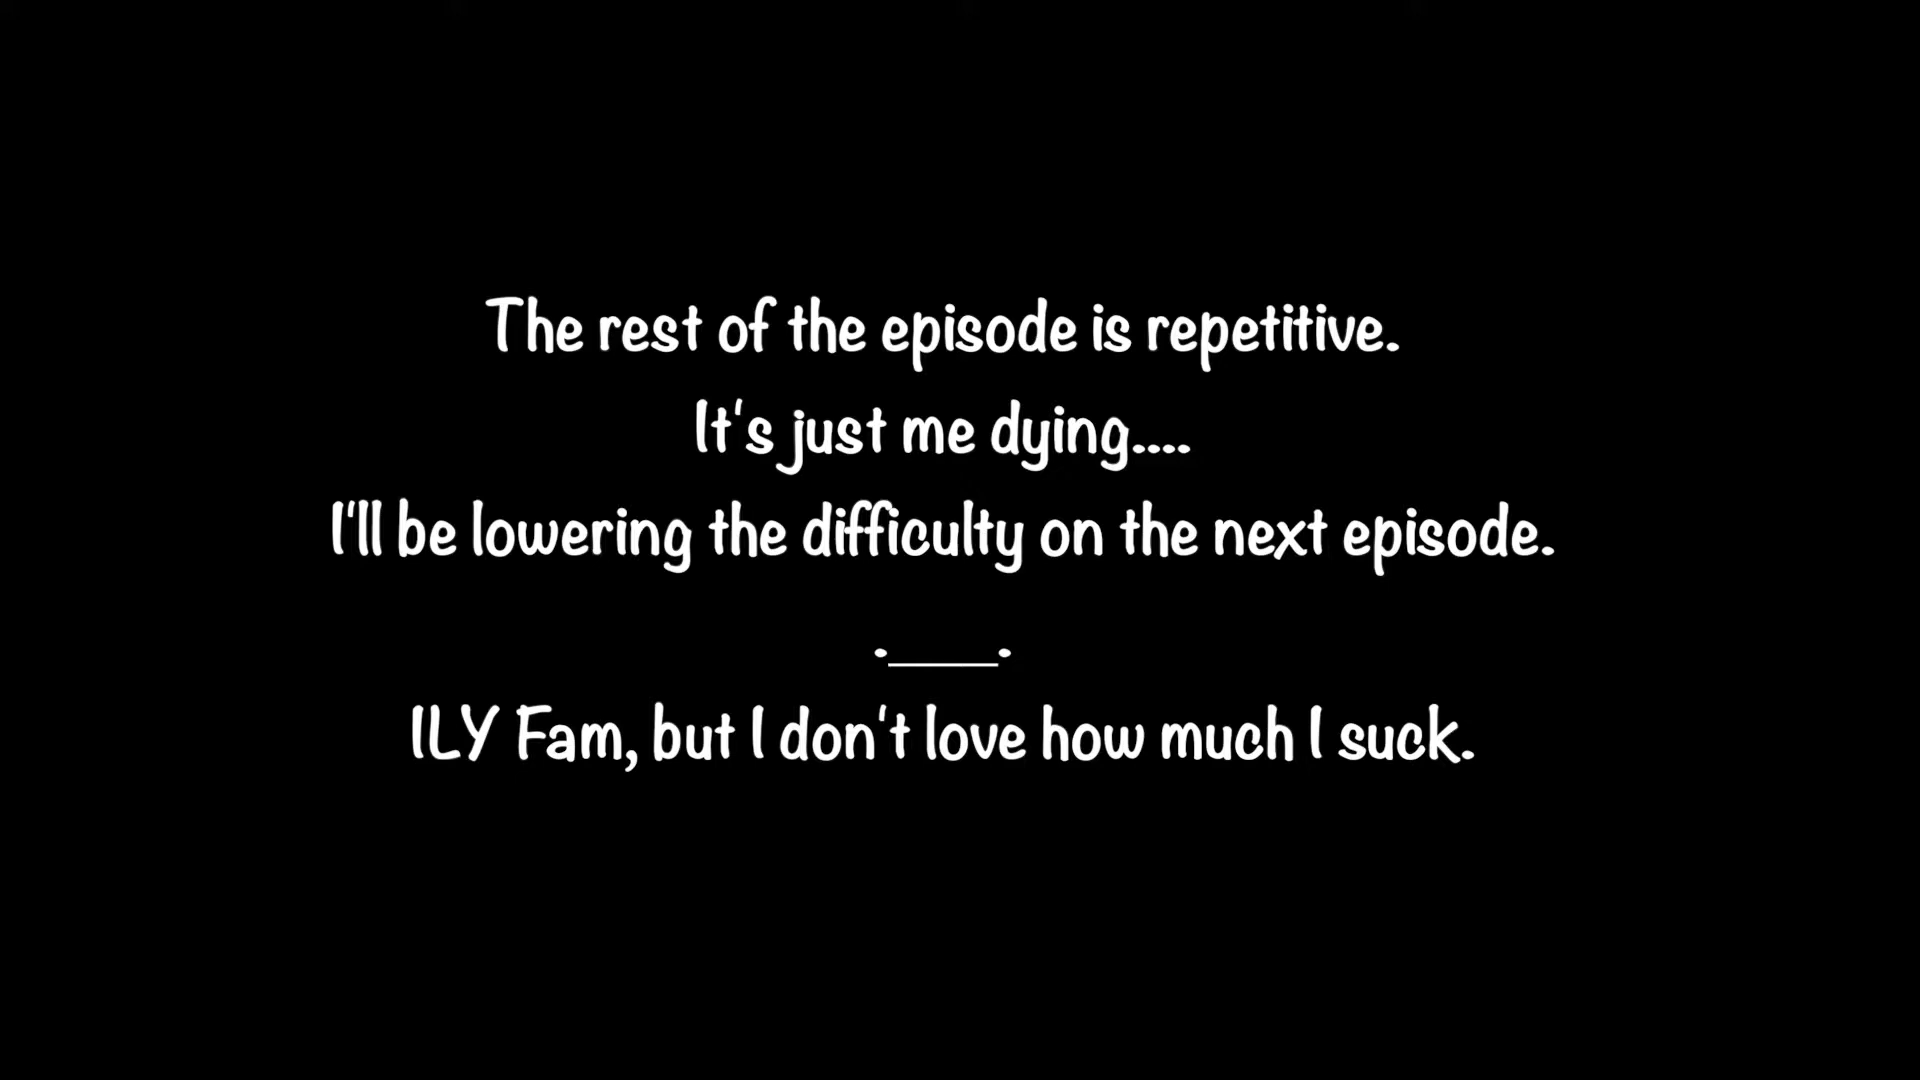 The rest of the episode is repetitive.
It's just me dying....
I'll be lowering the difficulty on the next episode.
.____.
ILY Fam, but I don't love how much I suck.